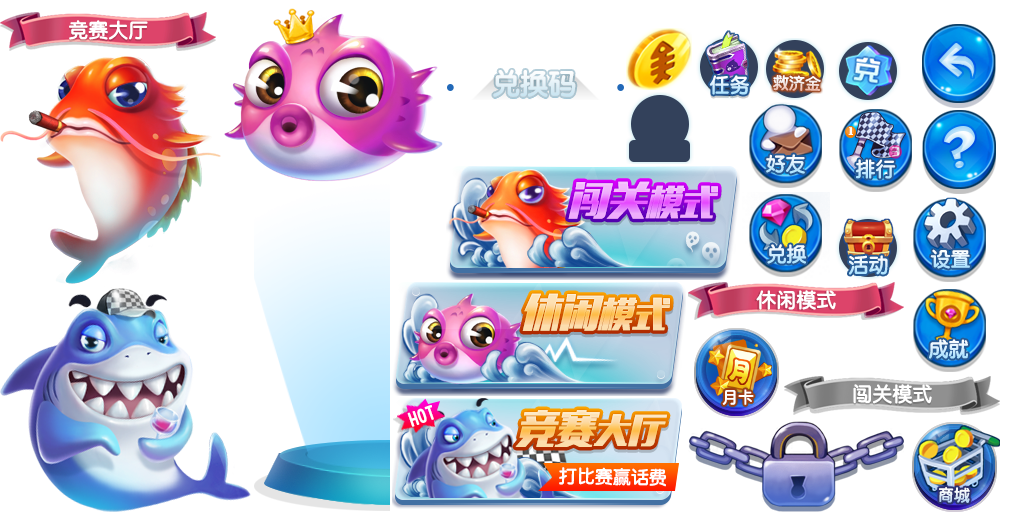 竞赛大厅
兑换码
任务
救济金
兑
好友
1
排行
?
闯关模式
兑换
活动
设置
休闲模式
休闲模式
成就
月
月卡
闯关模式
HOT
竞赛大厅
打比赛赢话费
商城